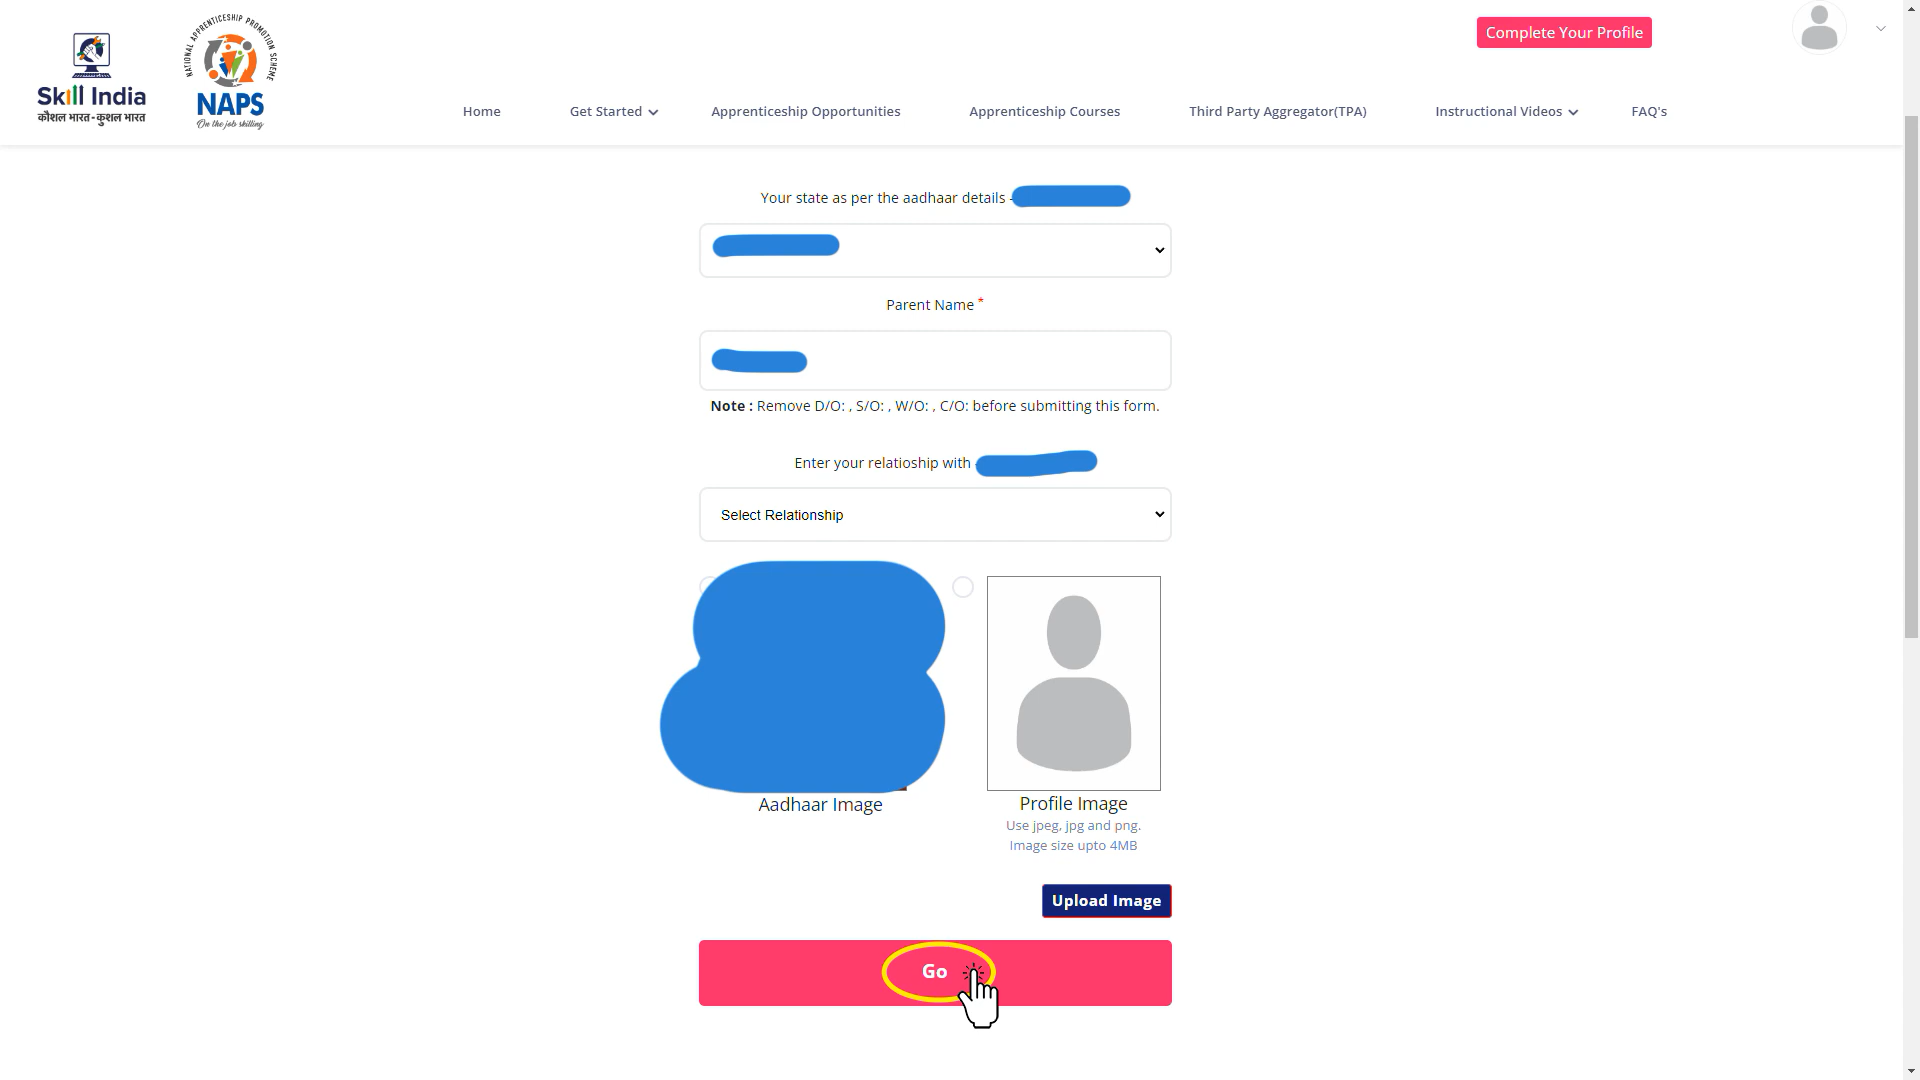 Skill India
कौशल भारत-कुशल भारत
NATIONAL APPRENTICESHIP PROMOTION SCHEME
NAPS
On the job skilling
Complete Your Profile
Home
Get Started
Apprenticeship Opportunities
Apprenticeship Courses
Third Party Aggregator(TPA)
Instructional Videos
FAQ's
Your state as per the aadhaar details -
Parent Name *
Note : Remove D/O: , S/O: , W/O: , C/O: before submitting this form.
Enter your relatioship with -
Select Relationship
Aadhaar Image
Profile Image
Use jpeg, jpg and png.
Image size upto 4MB
Upload Image
Go